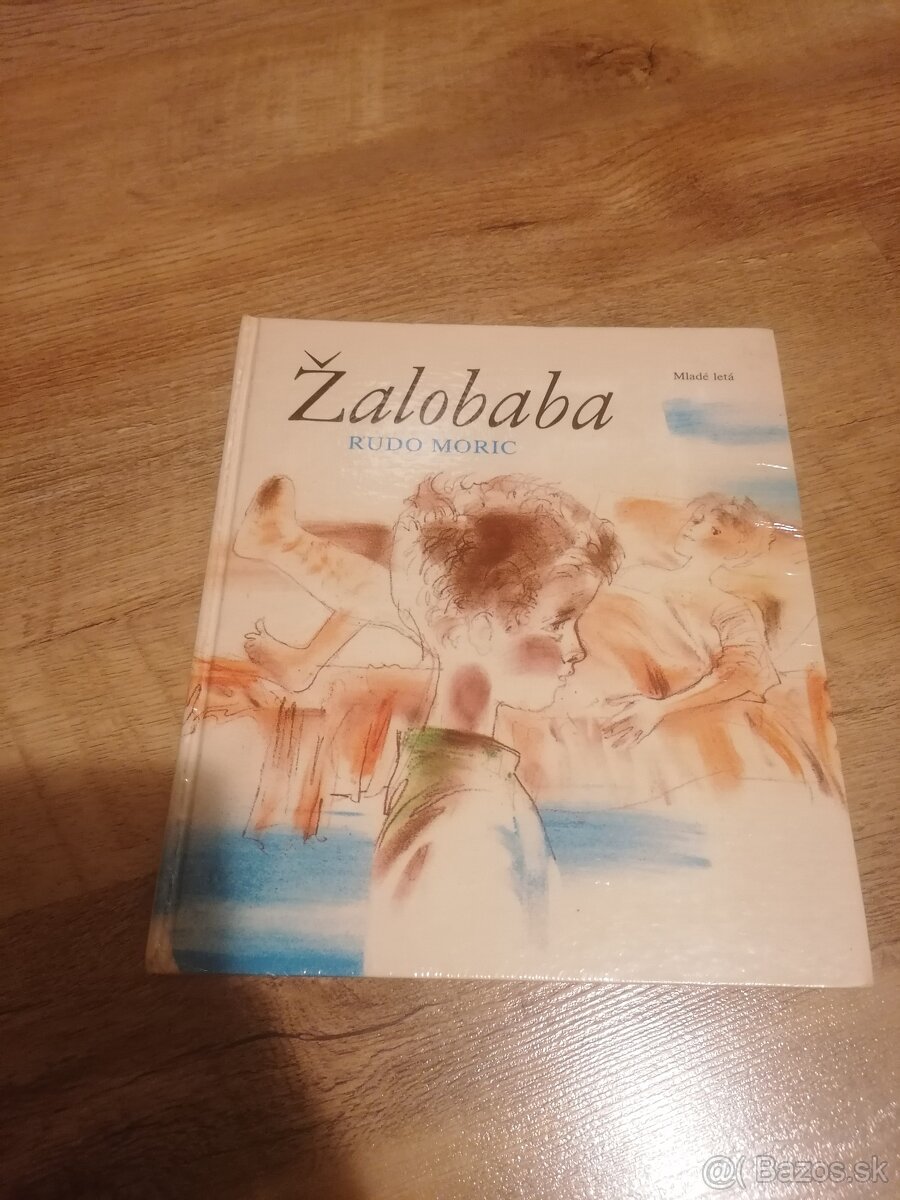 Žalobaba
RUDO MORIC
Mladé letá
@( Bazos.sk